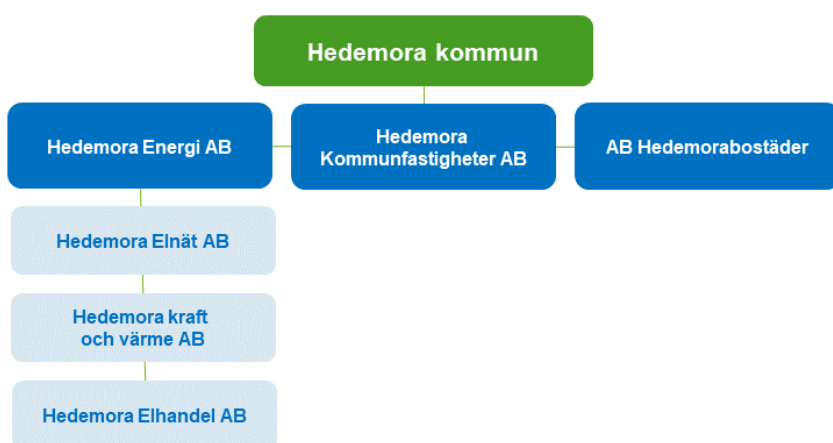 Hedemora kommun
Hedemora Energi AB
Hedemora
Kommunfastigheter AB
AB Hedemorabostäder
Hedemora Elnät AB
Hedemora kraft
och värme AB
Hedemora Elhandel AB